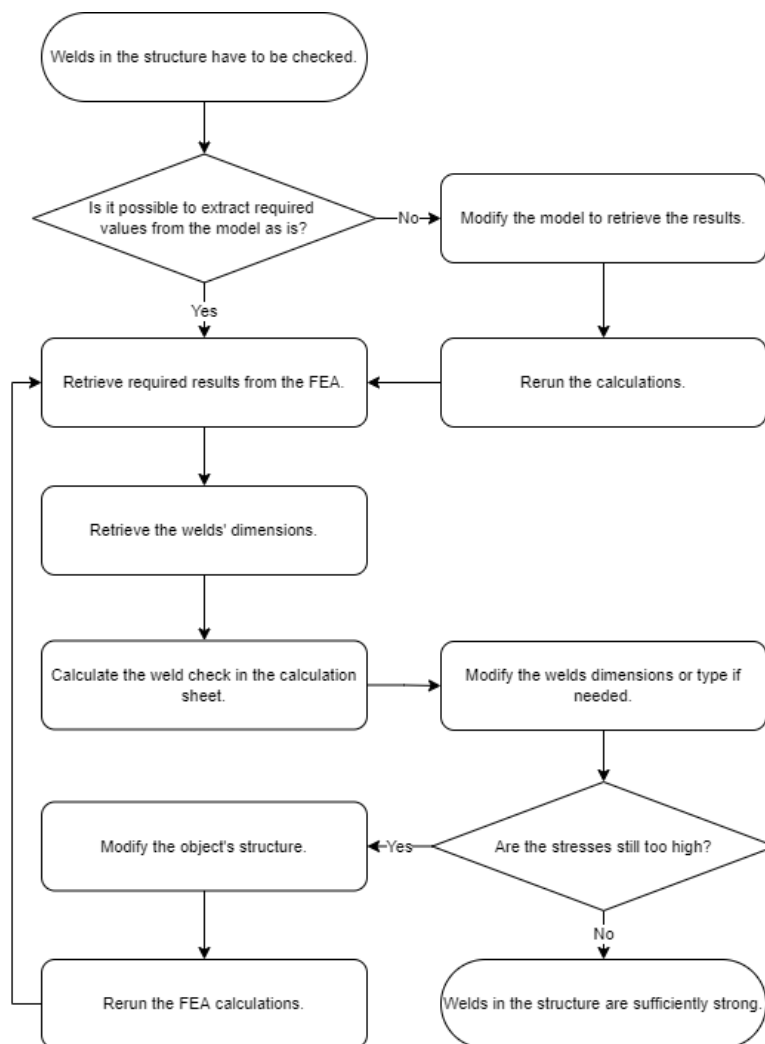 Welds in the structure have to be checked.
Is it possible to extract required
values from the model as is?
No
Modify the model to retrieve the results.
Yes
Retrieve required results from the FEA.
Rerun the calculations.
Retrieve the welds' dimensions.
Calculate the weld check in the calculation
sheet.
Modify the welds dimensions or type if
needed.
Modify the object's structure.
Yes
Are the stresses still too high?
No
Rerun the FEA calculations.
Welds in the structure are sufficiently strong.